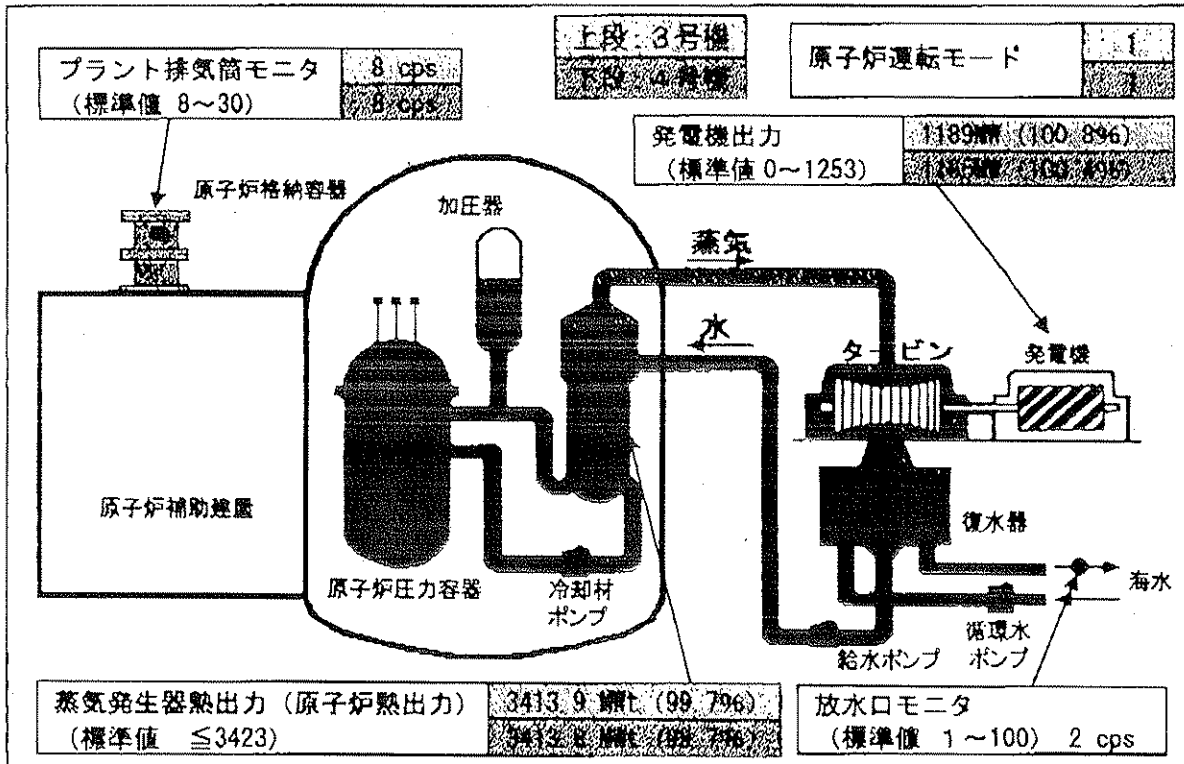 上段 3号機
下段 4号機
プラント排気筒モニタ
(標準値 8～30)
8 cps
8 cps
原子炉運転モード
1
1
発電機出力
(標準値 0～1253)
1189MW (100.8%)
(100.4%)
原子炉格納容器
加圧器
蒸気
水
タービン
発電機
原子炉補助建屋
原子炉圧力容器
冷却材
ポンプ
復水器
海水
給水ポンプ
循環水
ポンプ
蒸気発生器熱出力 (原子炉熱出力)
(標準値 ≦3423)
3413.9 MWt (99.7%)
MWt (99.7%)
放水口モニタ
(標準値 1～100) 2 cps